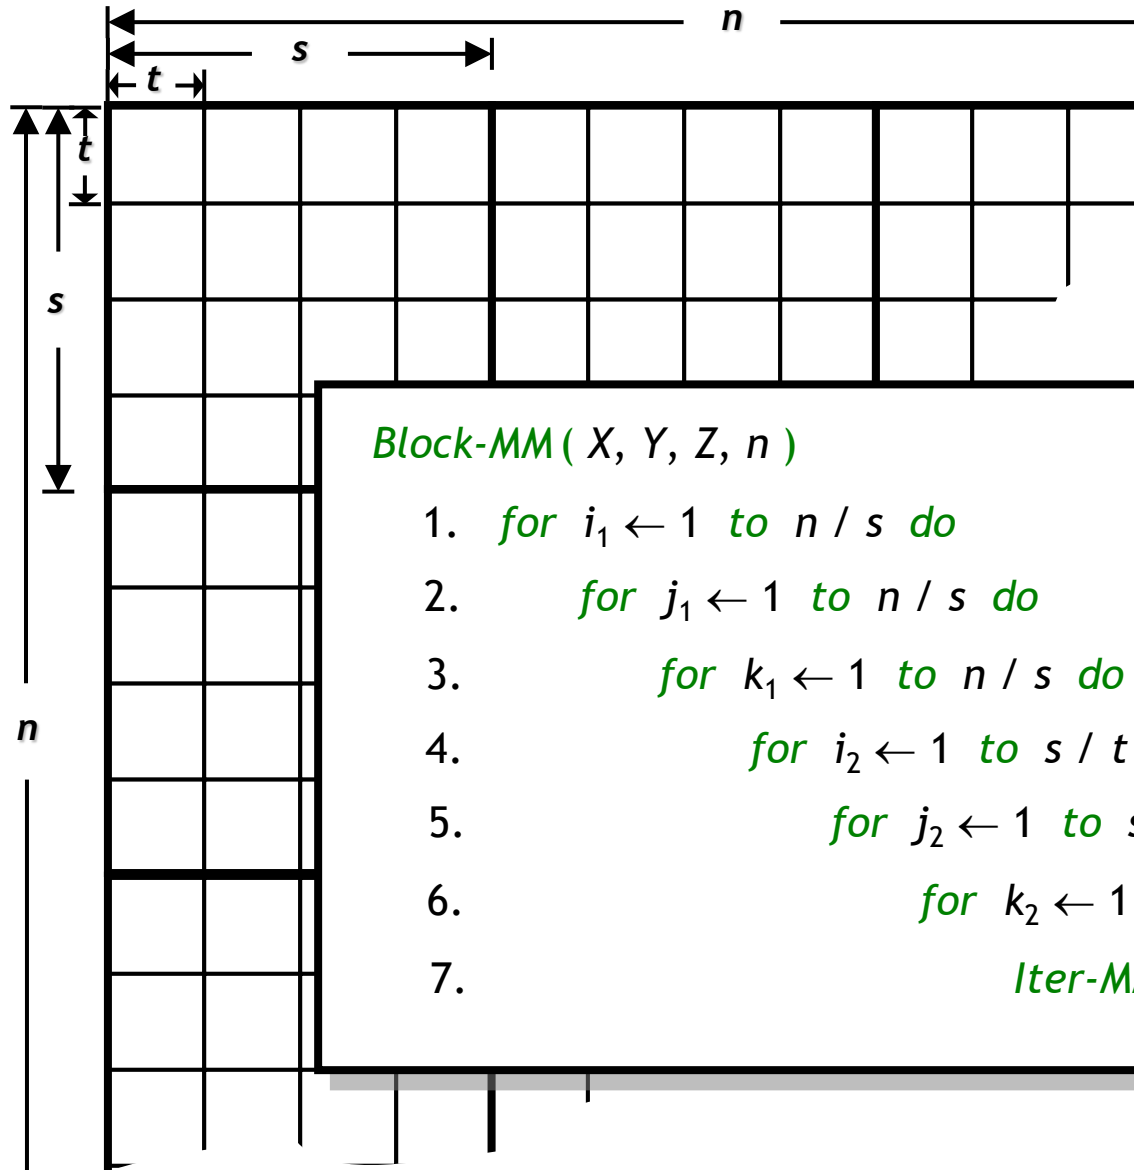 n
s
t
t
s
n
Block-MM ( X, Y, Z, n )
1. for i₁ ← 1 to n / s do
2. for j₁ ← 1 to n / s do
3. for k₁ ← 1 to n / s do
4. for i₂ ← 1 to s / t
5. for j₂ ← 1 to s
6. for k₂ ← 1
7. Iter-M